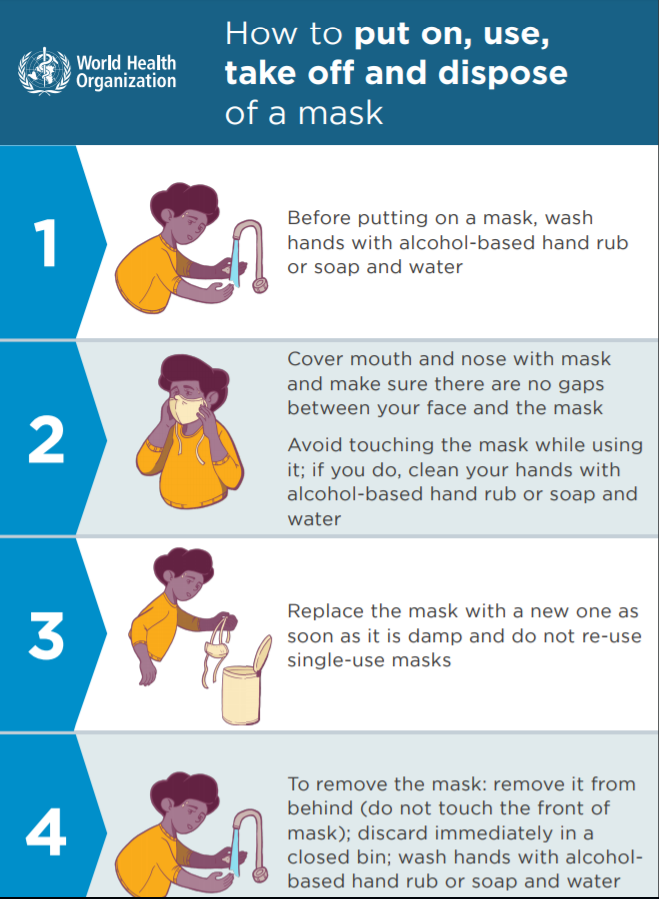 World Health
Organization
How to put on, use,
take off and dispose
of a mask
1
Before putting on a mask, wash
hands with alcohol-based hand rub
or soap and water
2
Cover mouth and nose with mask
and make sure there are no gaps
between your face and the mask
Avoid touching the mask while using
it; if you do, clean your hands with
alcohol-based hand rub or soap and
water
3
Replace the mask with a new one as
soon as it is damp and do not re-use
single-use masks
4
To remove the mask: remove it from
behind (do not touch the front of
mask); discard immediately in a
closed bin; wash hands with alcohol-
based hand rub or soap and water